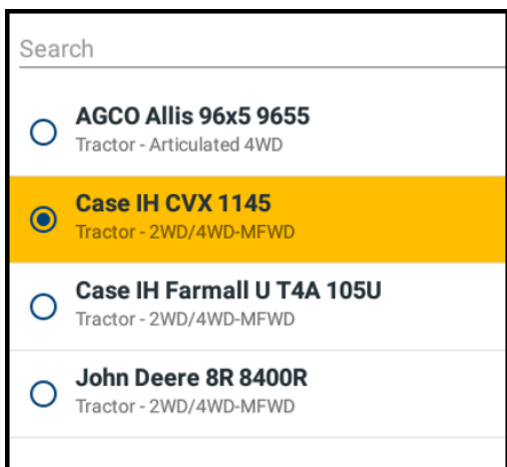 Search
AGCO Allis 96x5 9655
Tractor - Articulated 4WD
Case IH CVX 1145
Tractor - 2WD/4WD-MFWD
Case IH Farmall U T4A 105U
Tractor - 2WD/4WD-MFWD
John Deere 8R 8400R
Tractor - 2WD/4WD-MFWD